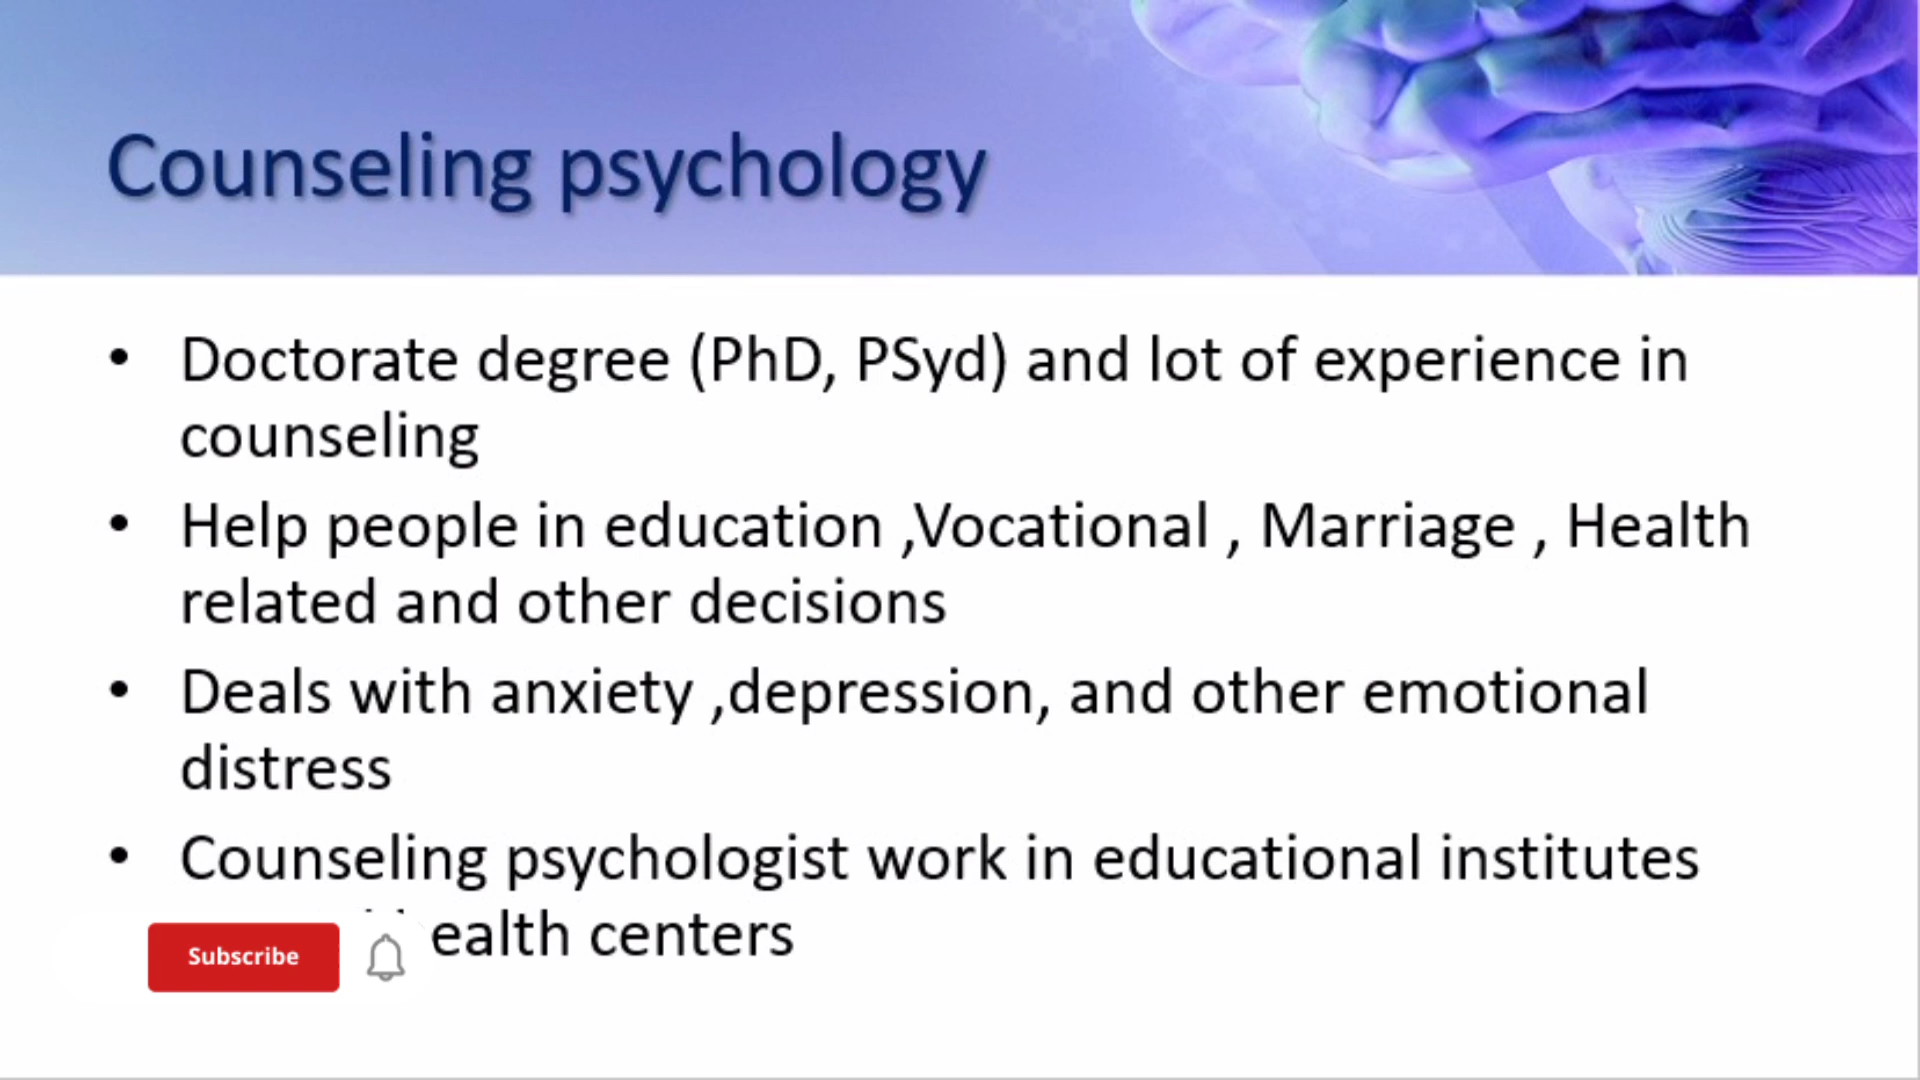 Counseling psychology
• Doctorate degree (PhD, PSyd) and lot of experience in
counseling
• Help people in education ,Vocational , Marriage , Health
related and other decisions
• Deals with anxiety ,depression, and other emotional
distress
• Counseling psychologist work in educational institutes
centers
Subscribe